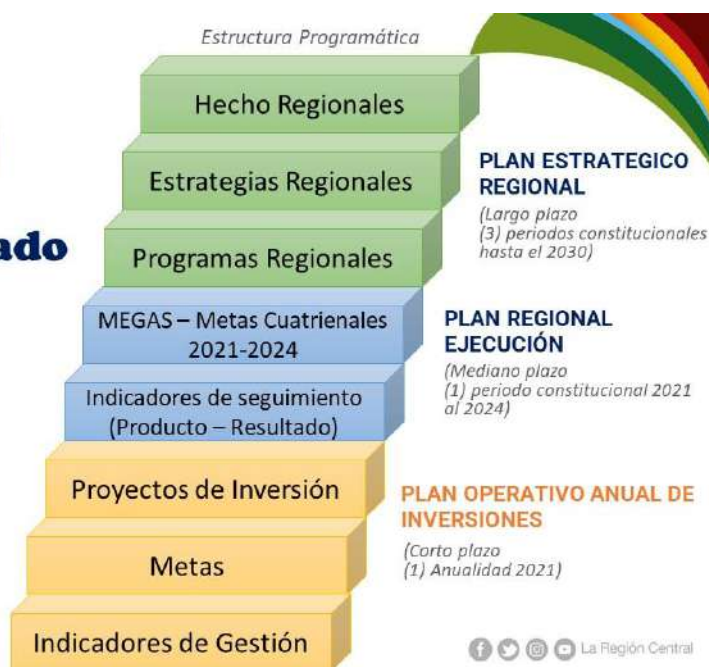 Estructura Programática
Hecho Regionales
Estrategias Regionales
Programas Regionales
PLAN ESTRATEGICO
REGIONAL
(Largo plazo
(3) periodos constitucionales
hasta el 2030)
ado
MEGAS – Metas Cuatrienales
2021-2024
Indicadores de seguimiento
(Producto – Resultado)
PLAN REGIONAL
EJECUCIÓN
(Mediano plazo
(1) periodo constitucional 2021
al 2024)
Proyectos de Inversión
Metas
Indicadores de Gestión
PLAN OPERATIVO ANUAL DE
INVERSIONES
(Corto plazo
(1) Anualidad 2021)
La Región Central